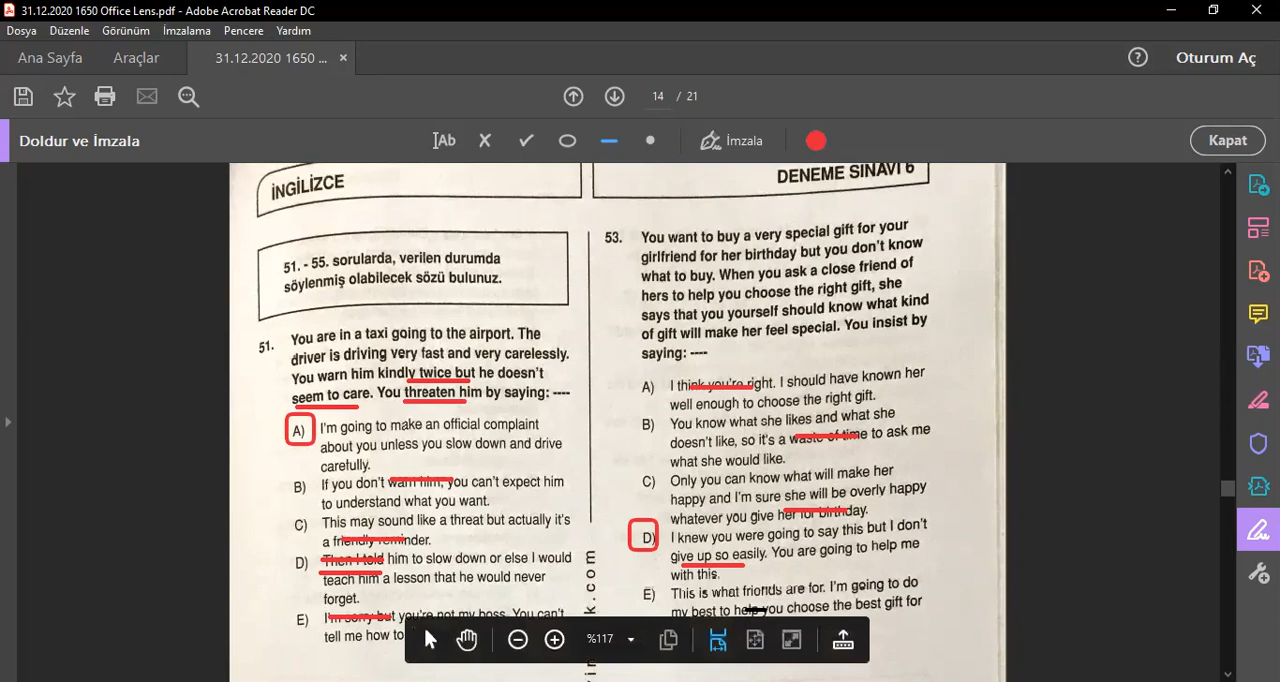 31.12.2020 1650 Office Lens.pdf - Adobe Acrobat Reader DC
Dosya Düzenle Görünüm İmzalama Pencere Yardım
Ana Sayfa Araçlar 31.12.2020 1650 ... × ? Oturum Aç
14 / 21
Doldur ve İmzala IAb İmzala Kapat
İNGİLİZCE
51. - 55. sorularda, verilen durumda
söylenmiş olabilecek sözü bulunuz.
51. You are in a taxi going to the airport. The
driver is driving very fast and very carelessly.
You warn him kindly twice but he doesn't
seem to care. You threaten him by saying: ----
A) I'm going to make an official complaint
about you unless you slow down and drive
carefully.
B) If you don't warn him, you can't expect him
to understand what you want.
C) This may sound like a threat but actually it's
a friendly reminder.
D) Then I told him to slow down or else I would
teach him a lesson that he would never
forget.
E) I'm sorry but you're not my boss. You can't
tell me how to
DENEME SINAVI 6
53. You want to buy a very special gift for your
girlfriend for her birthday but you don't know
what to buy. When you ask a close friend of
hers to help you choose the right gift, she
says that you yourself should know what kind
of gift will make her feel special. You insist by
saying: ----
A) I think you're right. I should have known her
well enough to choose the right gift.
B) You know what she likes and what she
doesn't like, so it's a waste of time to ask me
what she would like.
C) Only you can know what will make her
happy and I'm sure she will be overly happy
whatever you give her for birthday.
D) I knew you were going to say this but I don't
give up so easily. You are going to help me
with this.
E) This is what friends are for. I'm going to do
my best to help you choose the best gift for
k.com
%117